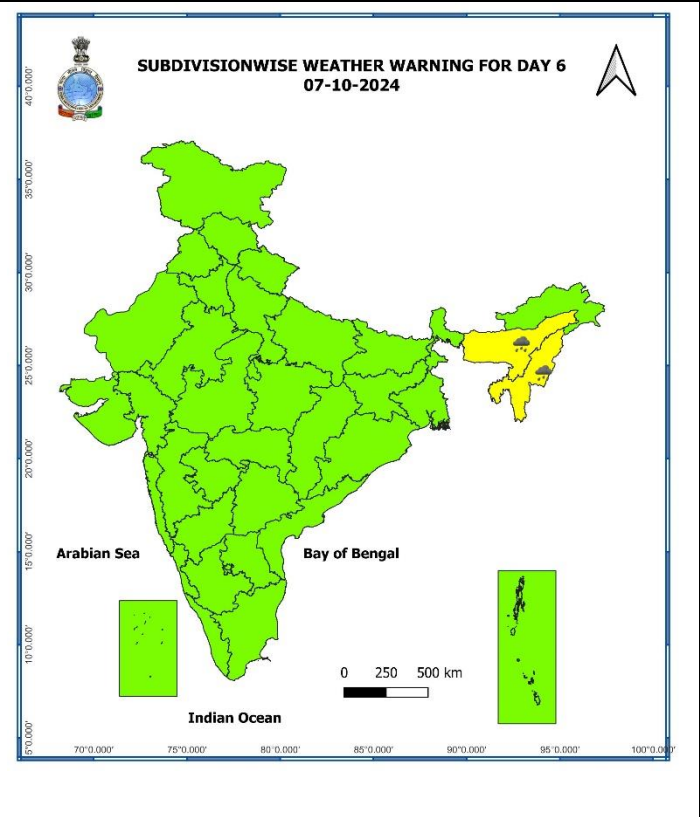 SUBDIVISIONWISE WEATHER WARNING FOR DAY 6
07-10-2024
40°0.000'
35°0.000'
30°0.000'
25°0.000'
20°0.000'
15°0.000'
10°0.000'
5°0.000'
Arabian Sea
Bay of Bengal
0 250 500 km
Indian Ocean
70°0.000' 75°0.000' 80°0.000' 85°0.000' 90°0.000' 95°0.000' 100°0.000'